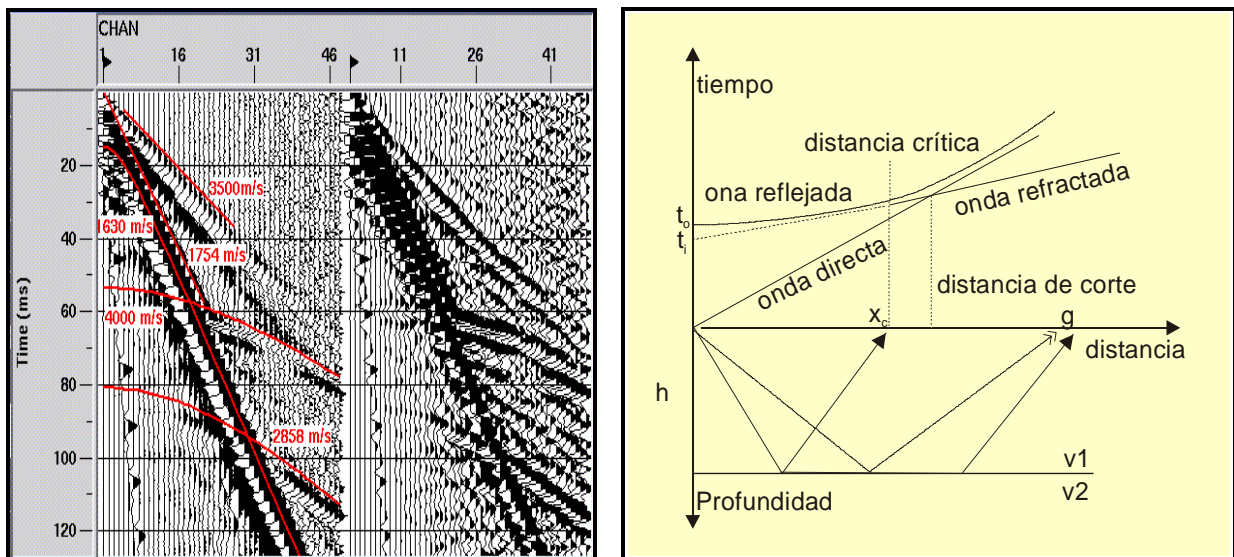 CHAN
1 16 31 46 11 26 41
Time (ms)
20
40
60
80
100
120
3500m/s
1630 m/s
1754 m/s
4000 m/s
2858 m/s
tiempo
distancia crítica
ona reflejada
onda refractada
to
ti
onda directa
distancia de corte
xc
g
distancia
h
v1
v2
Profundidad